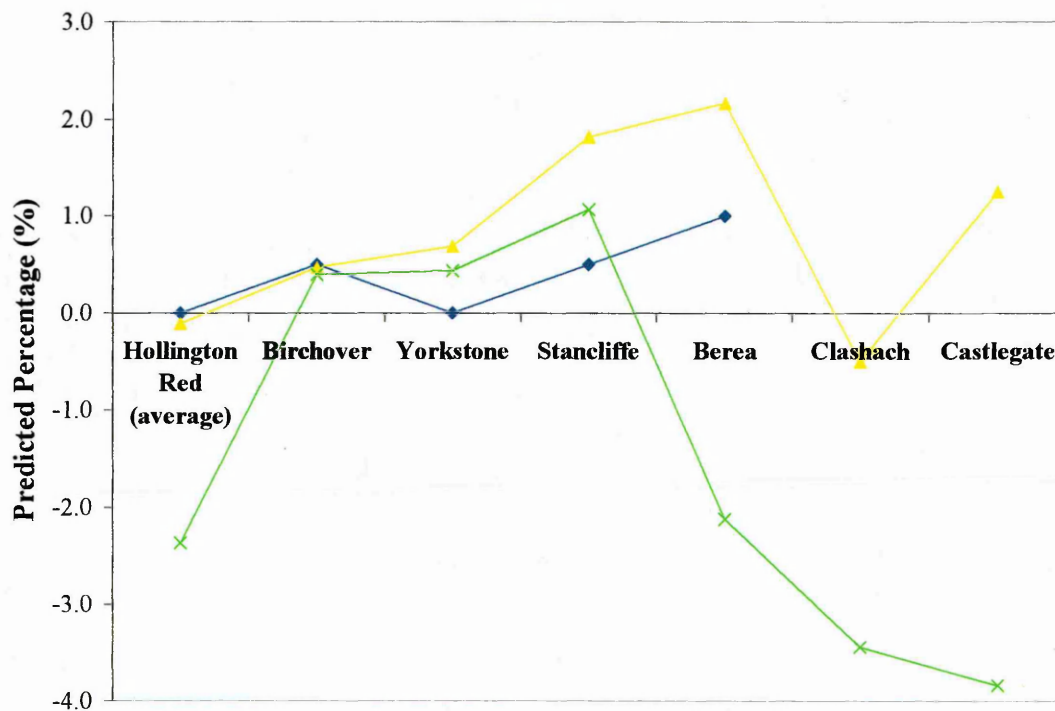 3.0
2.0
1.0
0.0
-1.0
-2.0
-3.0
-4.0
Predicted Percentage (%)
Hollington
Red
(average)
Birchover
Yorkstone
Stancliffe
Berea
Clashach
Castlegate